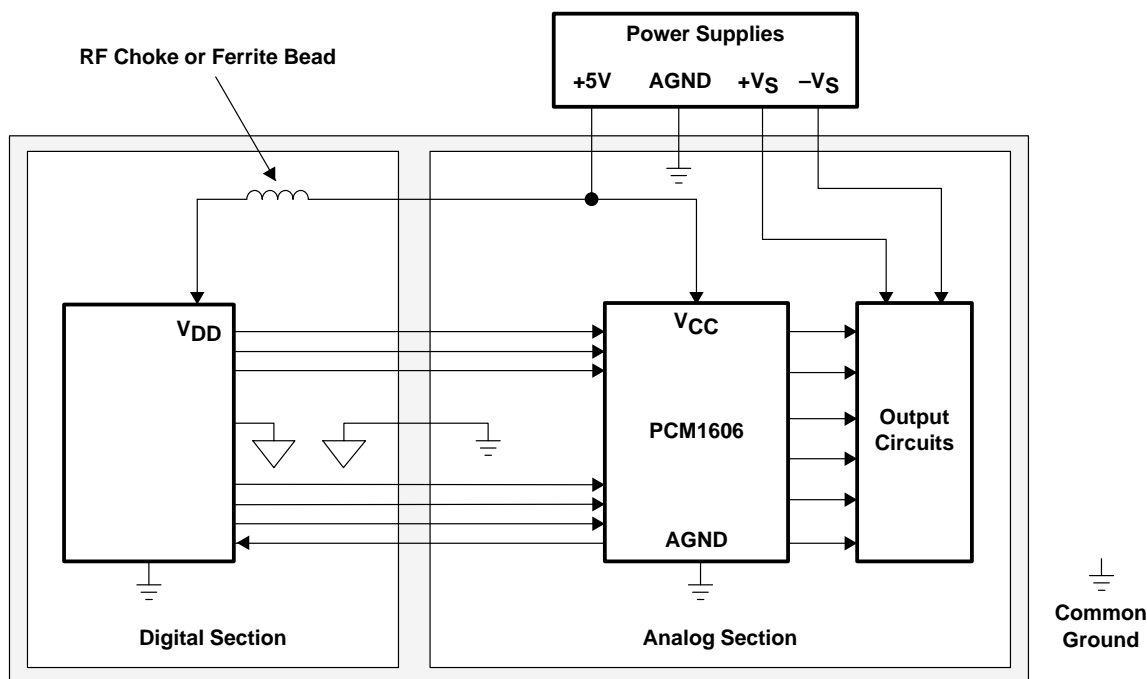 Power Supplies
RF Choke or Ferrite Bead
+5V AGND +VS –VS
VDD
VCC
PCM1606
Output
Circuits
AGND
Digital Section
Analog Section
Common
Ground